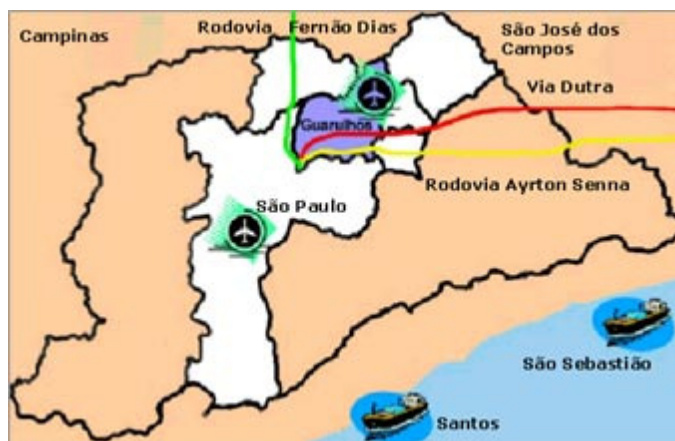 Rodovia Fernão Dias
São José dos
Campos
Campinas
Via Dutra
Guarulhos
Rodovia Ayrton Senna
São Paulo
São Sebastião
Santos